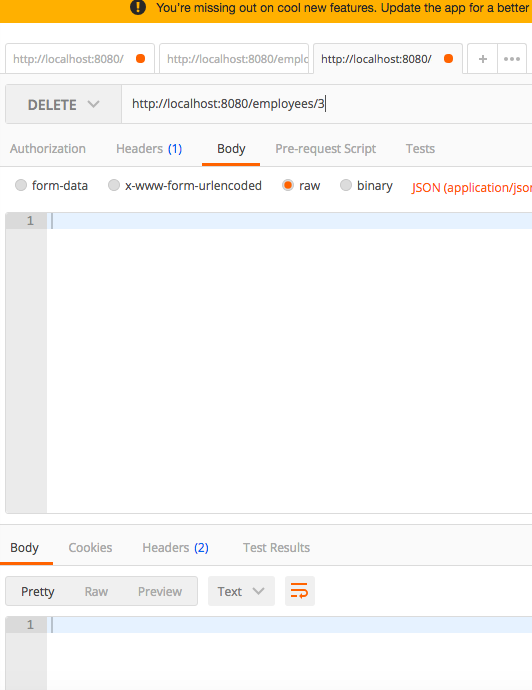 You're missing out on cool new features. Update the app for a better
http://localhost:8080/ http://localhost:8080/emplo http://localhost:8080/ + •••
DELETE http://localhost:8080/employees/3
Authorization Headers (1) Body Pre-request Script Tests
form-data x-www-form-urlencoded raw binary JSON (application/json
1
Body Cookies Headers (2) Test Results
Pretty Raw Preview Text
1